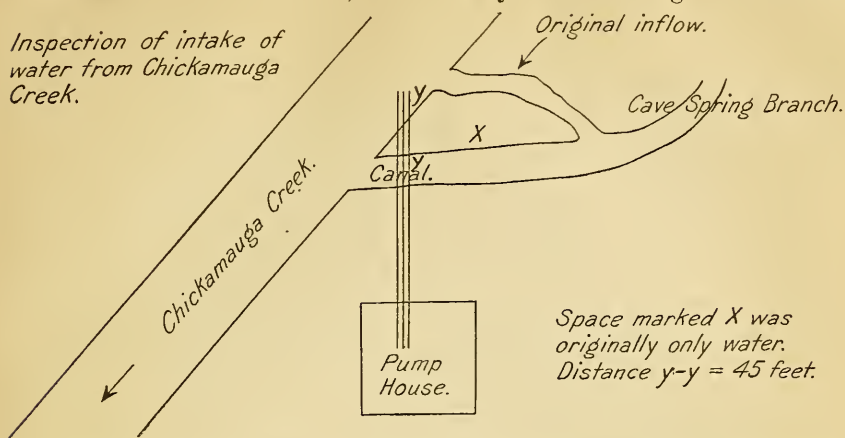 Inspection of intake of
water from Chickamauga
Creek.
Original inflow.
Cave Spring Branch.
y
X
y
Canal.
Chickamauga Creek.
Pump
House.
Space marked X was
originally only water.
Distance y-y = 45 feet.